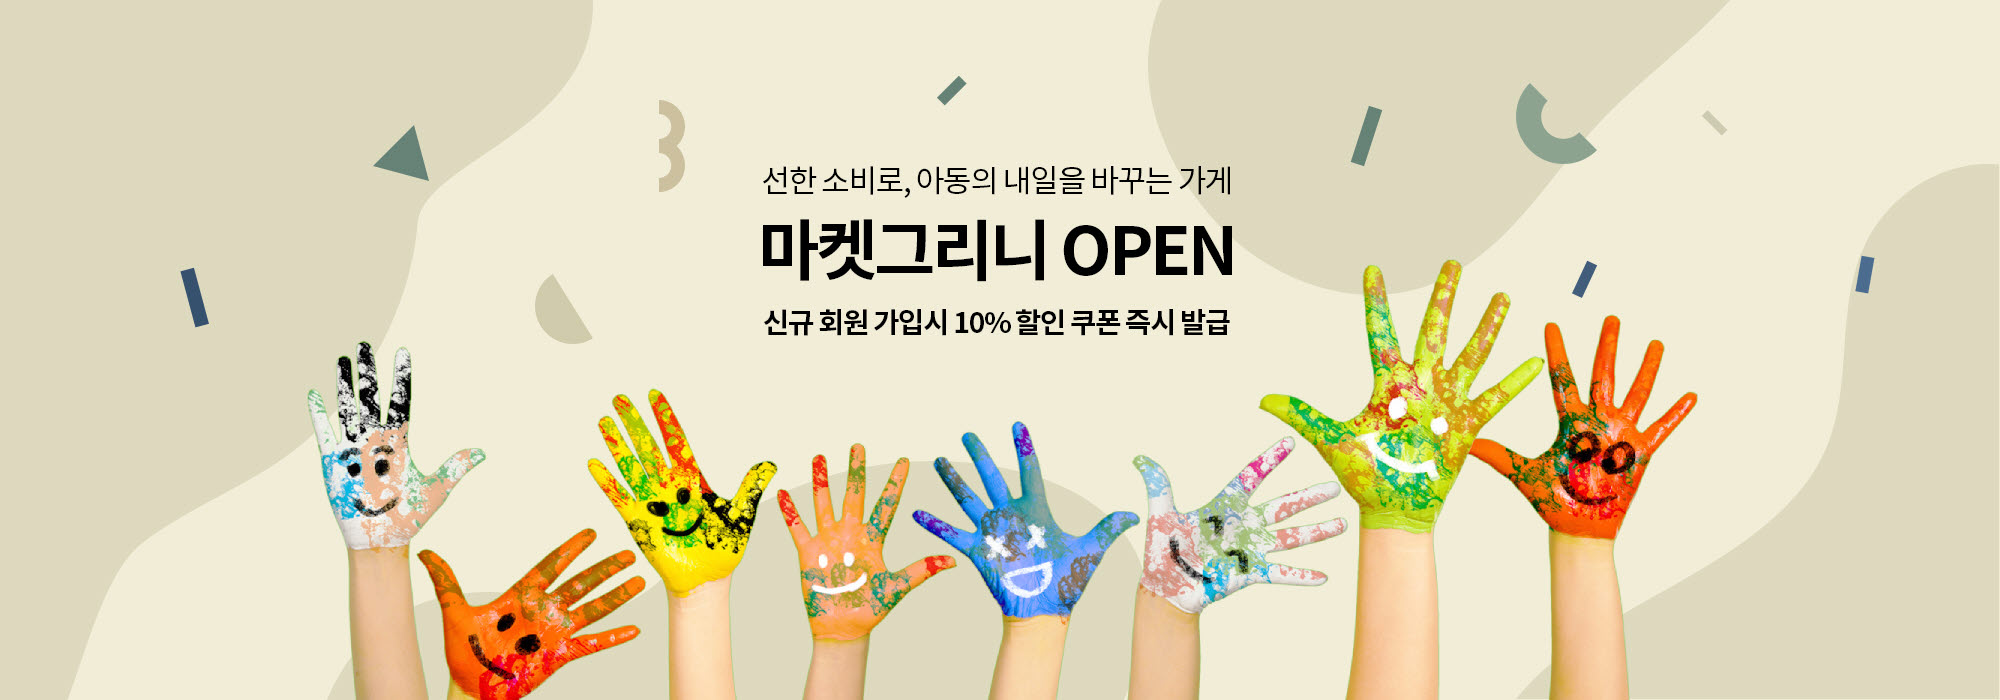 선한 소비로, 아동의 내일을 바꾸는 가게
마켓그리니 OPEN
신규 회원 가입시 10% 할인 쿠폰 즉시 발급